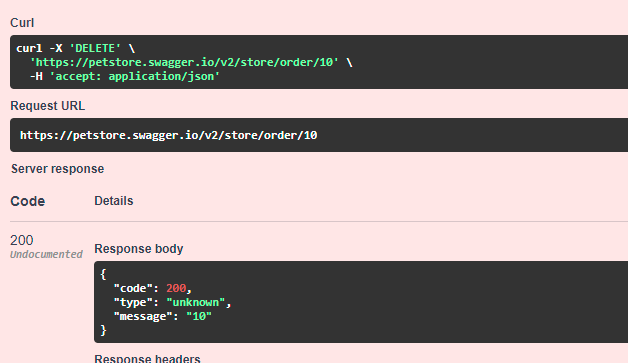 Curl
curl -X 'DELETE' \
'https://petstore.swagger.io/v2/store/order/10' \
-H 'accept: application/json'
Request URL
https://petstore.swagger.io/v2/store/order/10
Server response
Code Details
200
Undocumented
Response body
{
"code": 200,
"type": "unknown",
"message": "10"
}
Response headers